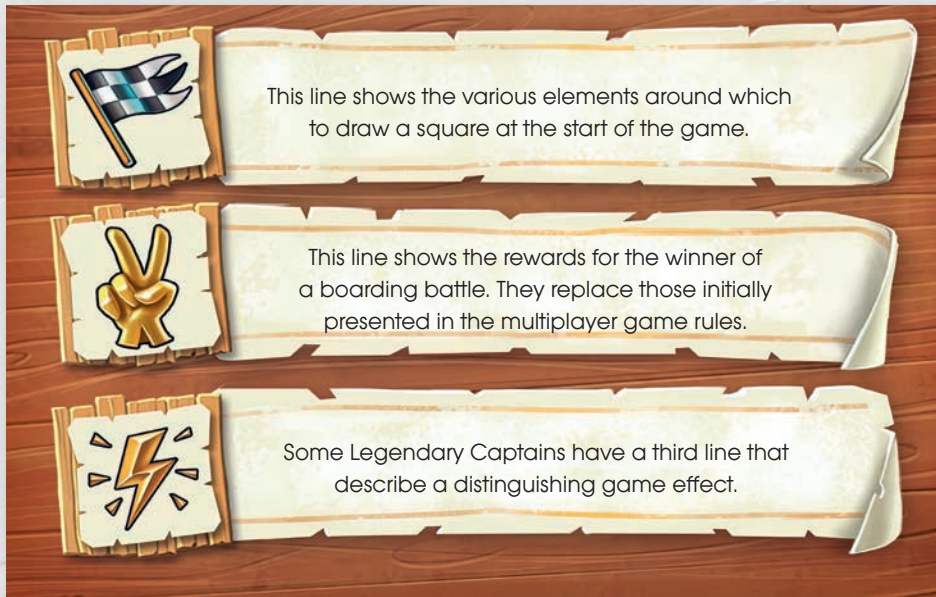 This line shows the various elements around which
to draw a square at the start of the game.
This line shows the rewards for the winner of
a boarding battle. They replace those initially
presented in the multiplayer game rules.
Some Legendary Captains have a third line that
describe a distinguishing game effect.